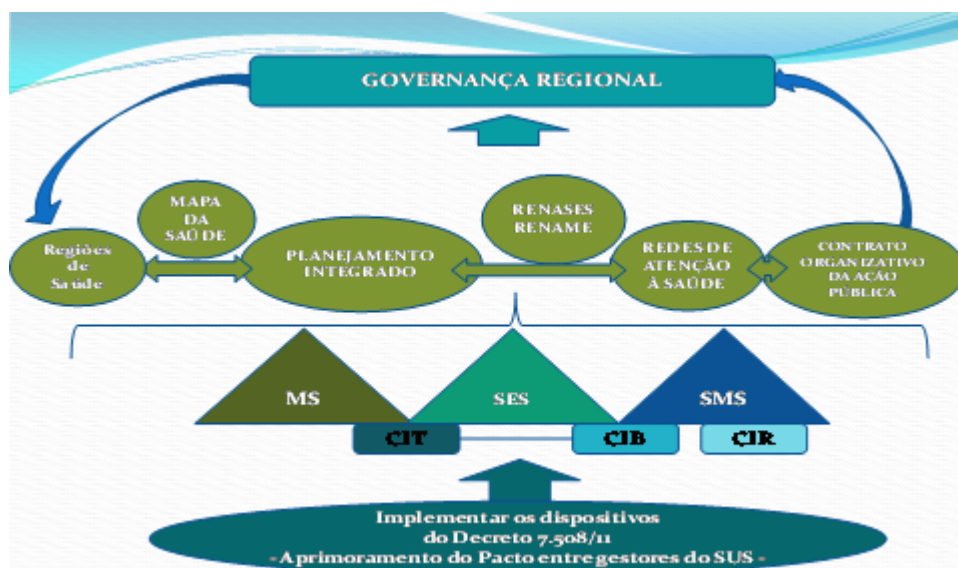 GOVERNANÇA REGIONAL
MAPA
DA
SAÚDE
RENASES
RENAME
Regiões
de
Saúde
PLANEJAMENTO
INTEGRADO
REDES DE
ATENÇÃO
À SAÚDE
CONTRATO
ORGANIZATIVO
DA AÇÃO
PÚBLICA
MS
SES
SMS
CIT
CIB
CIR
Implementar os dispositivos
do Decreto 7.508/11
- Aprimoramento do Pacto entre gestores do SUS -